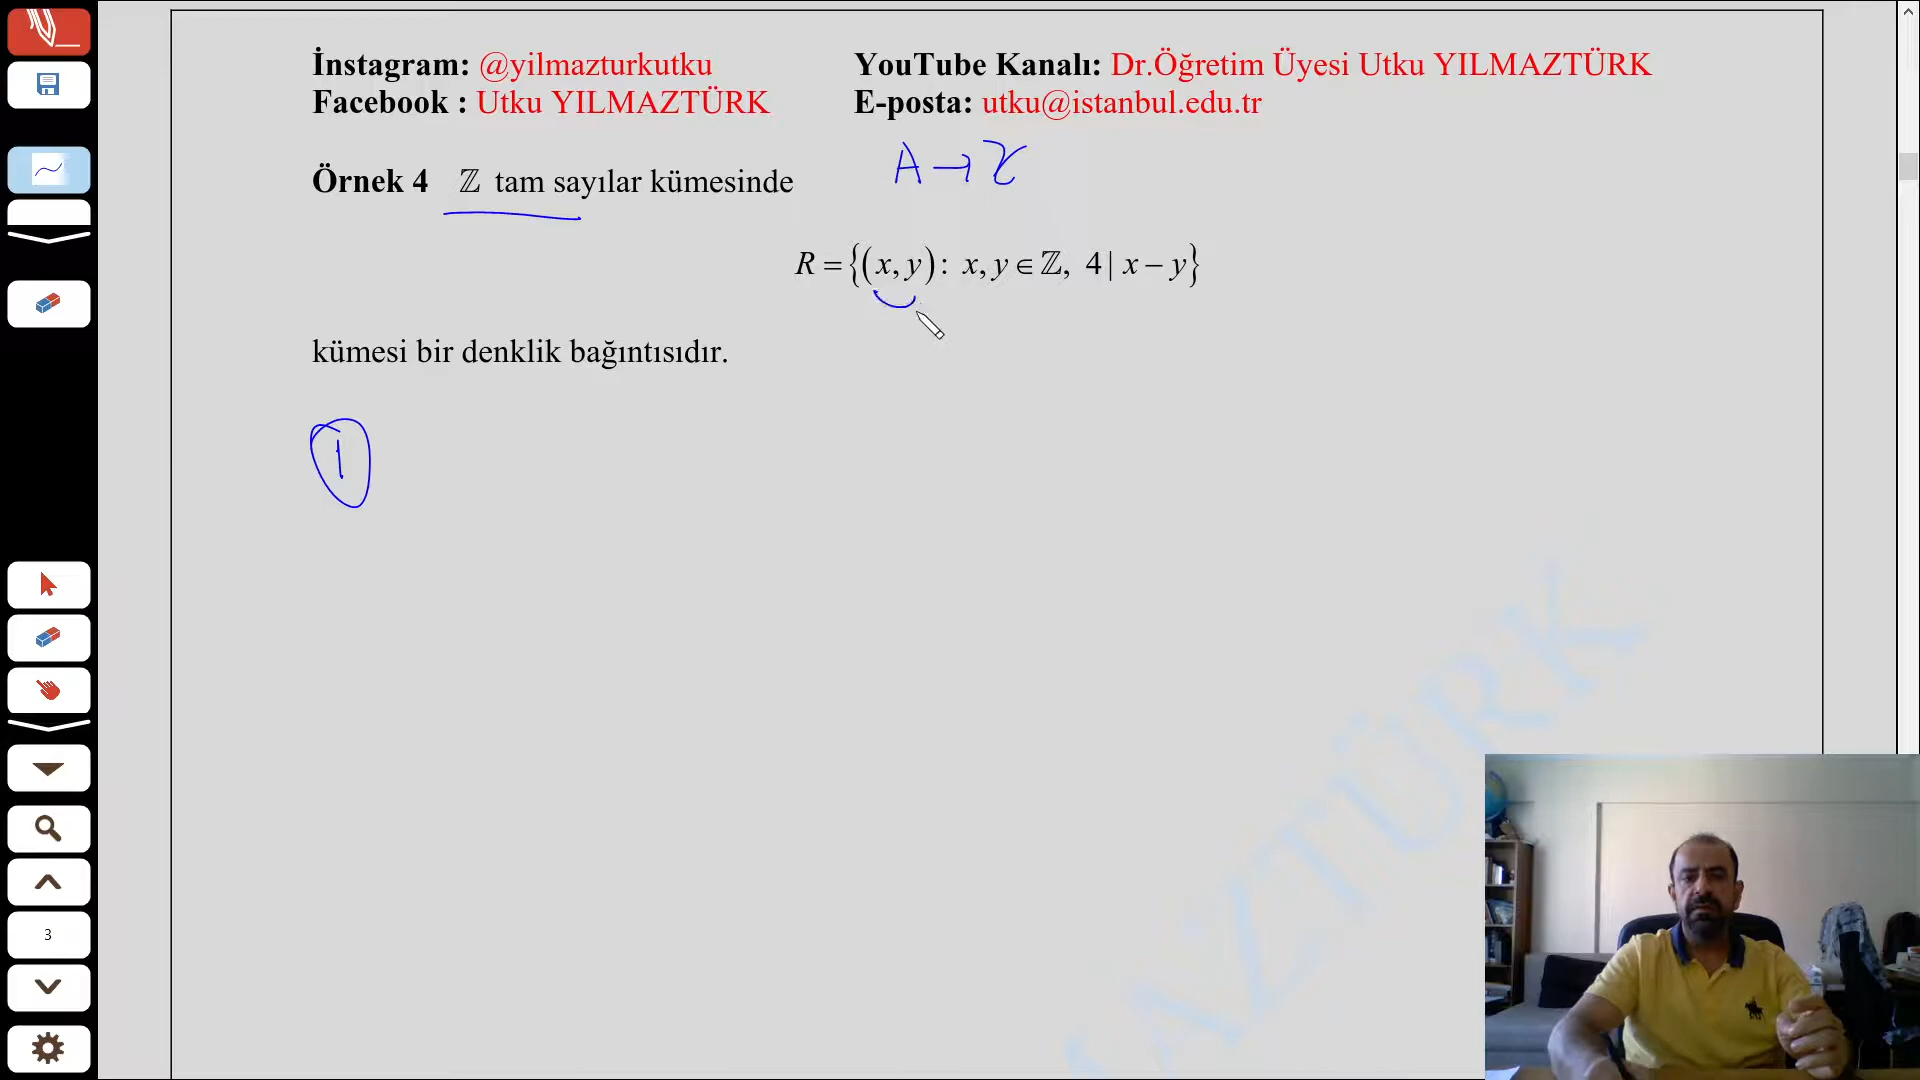 İnstagram: @yilmazturkutku YouTube Kanalı: Dr.Öğretim Üyesi Utku YILMAZTÜRK
Facebook : Utku YILMAZTÜRK E-posta: utku@istanbul.edu.tr
A → Z
Örnek 4 ℤ tam sayılar kümesinde
R = {(x, y) : x, y ∈ ℤ, 4 | x − y}
kümesi bir denklik bağıntısıdır.
1
MAZTÜRK
3